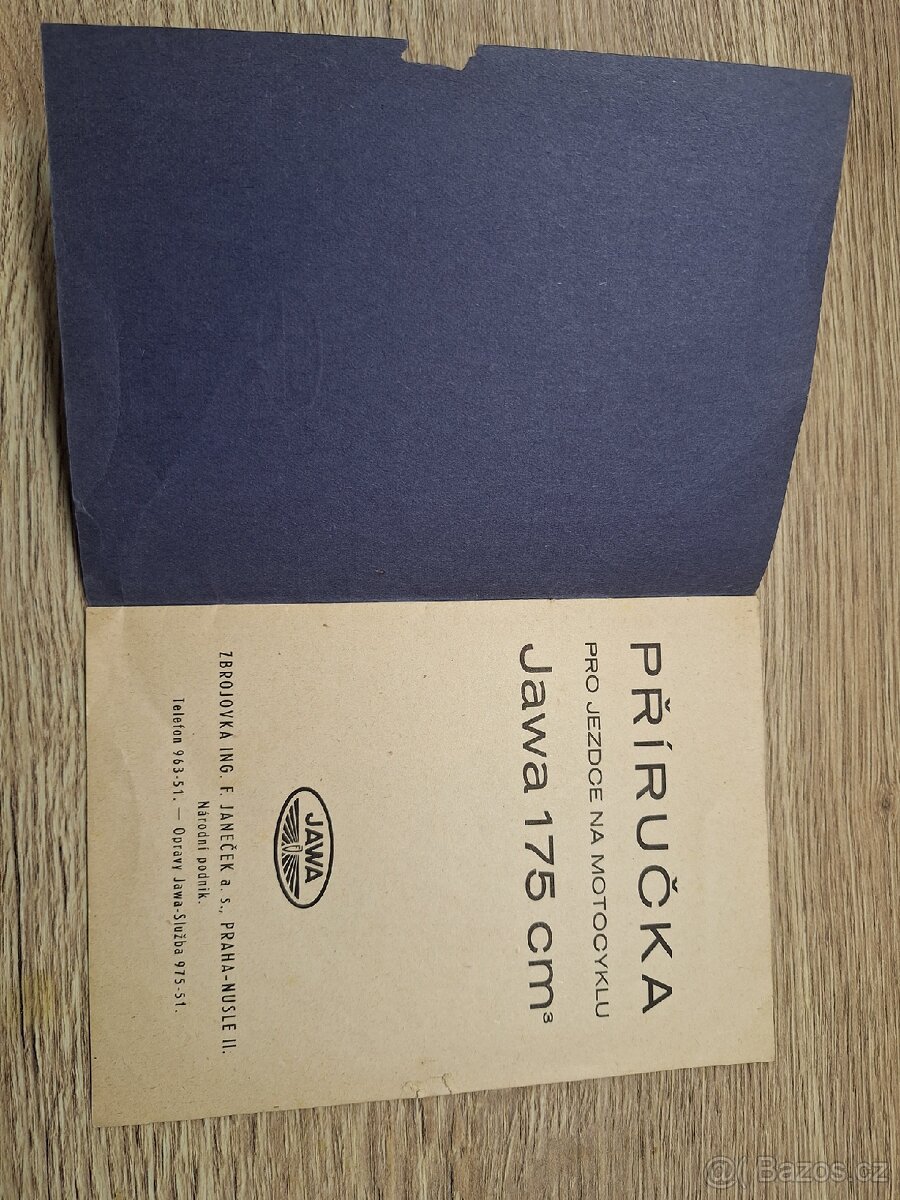 PŘÍRUČKA
PRO JEZDCE NA MOTOCYKLU
Jawa 175 cm³
JAWA
ZBROJOVKA ING. F. JANEČEK a. s., PRAHA-NUSLE II.
Národní podnik.
Telefon 963-51. — Opravy Jawa-Služba 975-51.
@ Bazos.cz